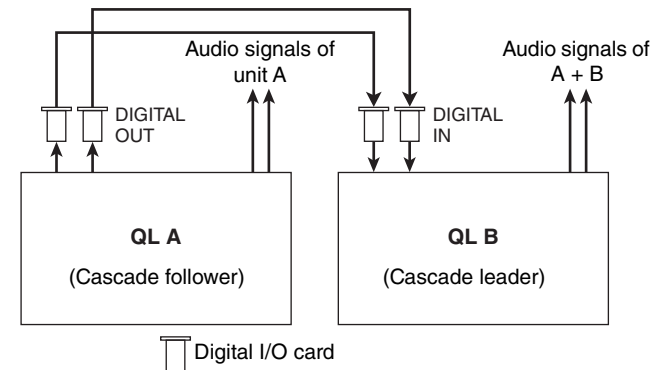 Audio signals of
unit A
Audio signals of
A + B
DIGITAL
OUT
DIGITAL
IN
QL A
(Cascade follower)
QL B
(Cascade leader)
Digital I/O card